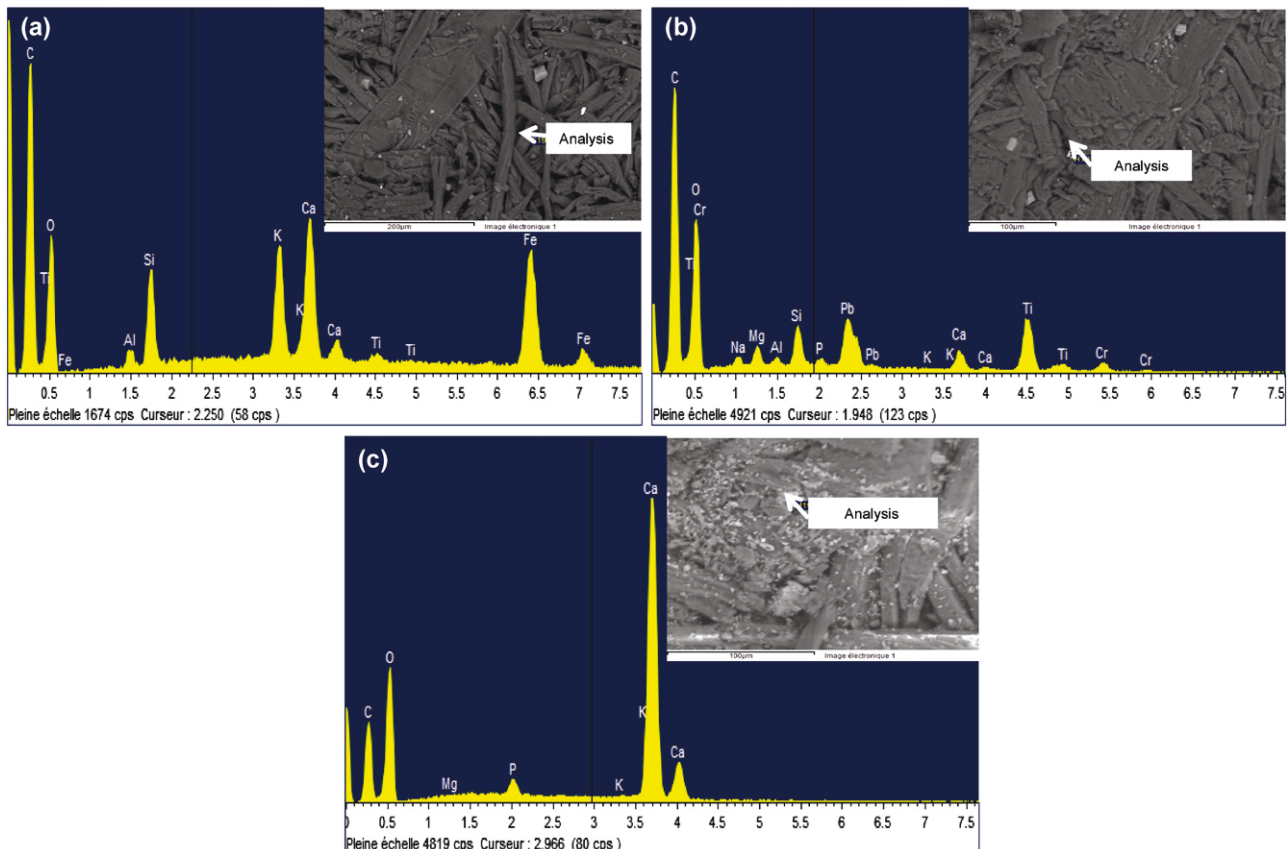 (a)
C
O
Ti
Fe
Al
Si
K
K
Ca
Ca
Ti
Ti
Fe
Fe
Analysis
200µm Image électronique 1
0.5 1 1.5 2 2.5 3 3.5 4 4.5 5 5.5 6 6.5 7 7.5
Pleine échelle 1674 cps Curseur : 2.250 (58 cps )
(b)
C
O
Cr
Ti
Na
Mg
Al
Si
P
Pb
Pb
K
K
Ca
Ca
Ti
Ti
Cr
Cr
Analysis
100µm Image électronique 1
0.5 1 1.5 2 2.5 3 3.5 4 4.5 5 5.5 6 6.5 7 7.5
Pleine échelle 4921 cps Curseur : 1.948 (123 cps )
(c)
C
O
Mg
P
K
K
Ca
Ca
Analysis
100µm Image électronique 1
0 0.5 1 1.5 2 2.5 3 3.5 4 4.5 5 5.5 6 6.5 7 7.5
Pleine échelle 4819 cps Curseur : 2.966 (80 cps )